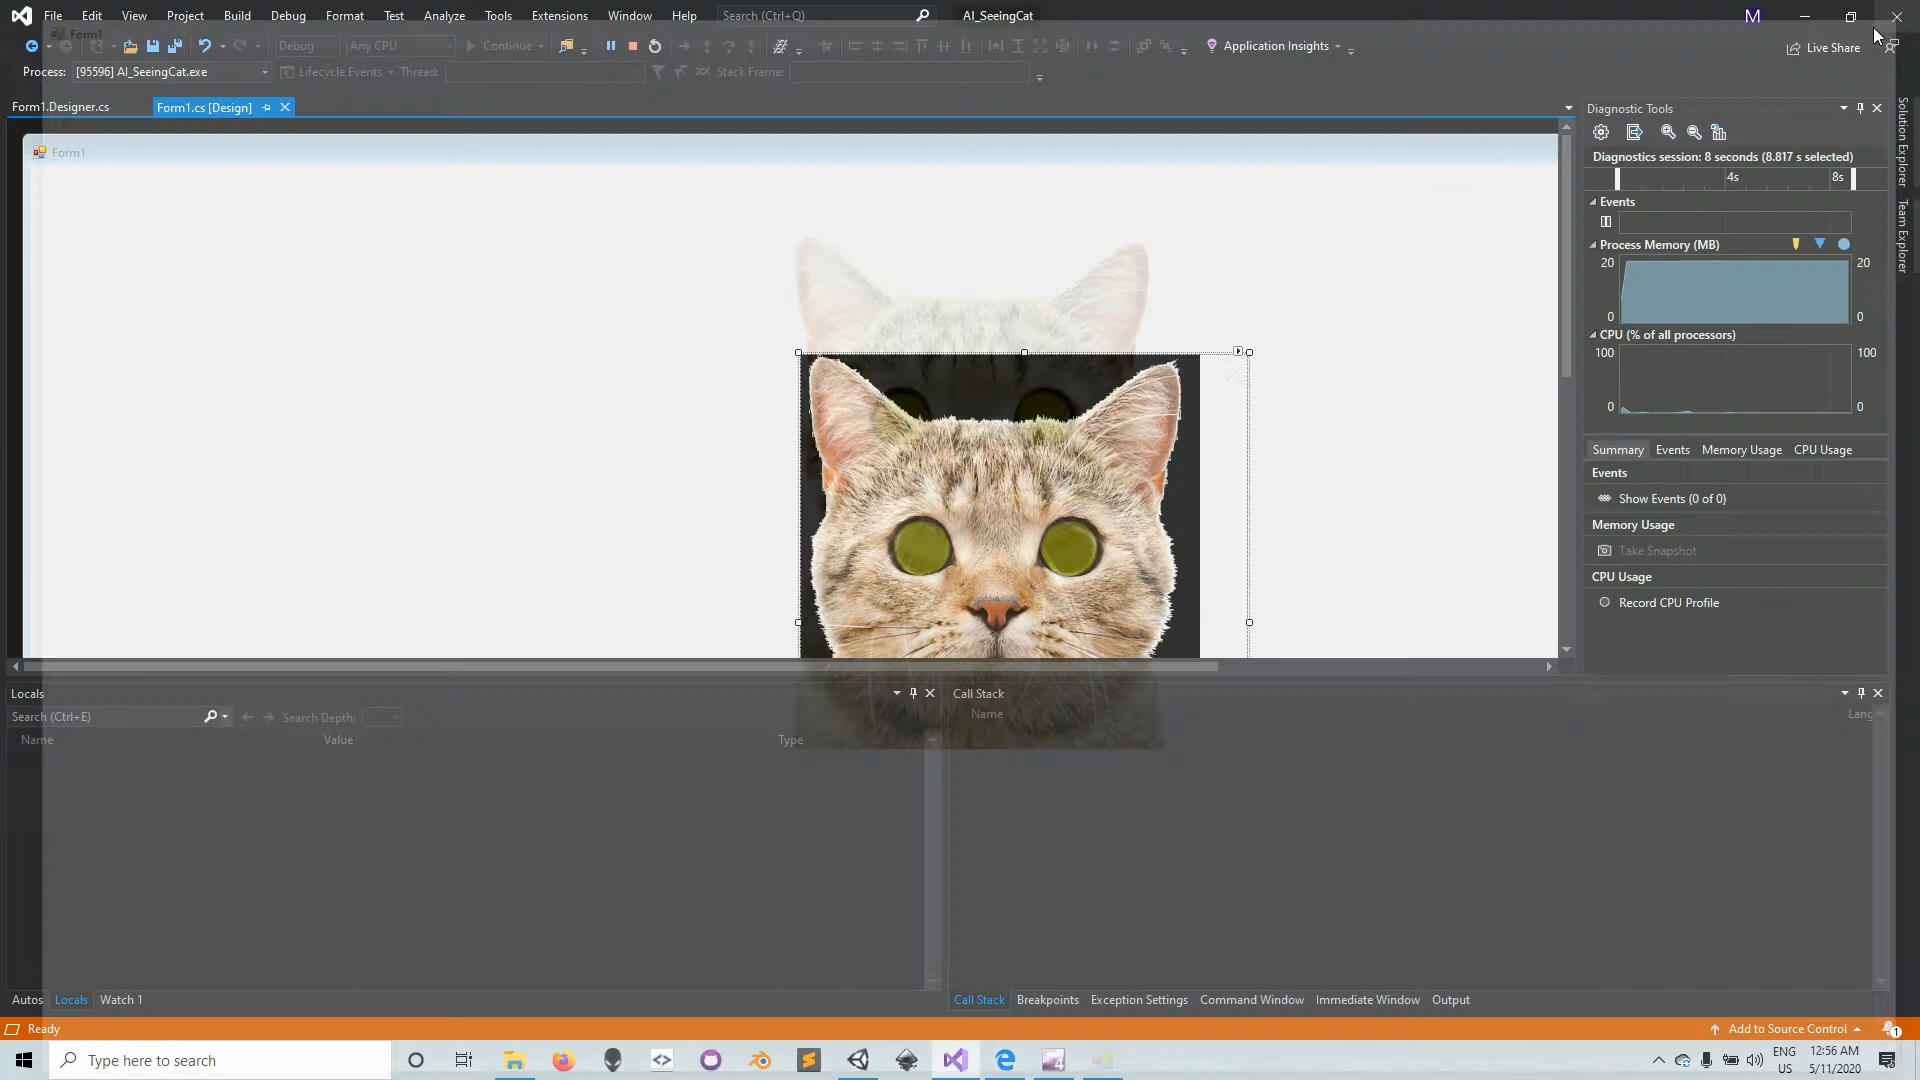 File Edit View Project Build Debug Format Test Analyze Tools Extensions Window Help Search (Ctrl+Q) AI_SeeingCat M
Form1
Debug Any CPU Continue Application Insights Live Share
Process: [95596] AI_SeeingCat.exe Lifecycle Events Thread: Stack Frame:
Form1.Designer.cs Form1.cs [Design]
Form1
Diagnostic Tools
Diagnostics session: 8 seconds (8.817 s selected)
4s 8s
Events
Process Memory (MB)
20 20
0 0
CPU (% of all processors)
100 100
0 0
Summary Events Memory Usage CPU Usage
Events
Show Events (0 of 0)
Memory Usage
Take Snapshot
CPU Usage
Record CPU Profile
Solution Explorer
Team Explorer
Locals
Search (Ctrl+E) Search Depth:
Name Value Type
Call Stack
Name Lang
Autos Locals Watch 1
Call Stack Breakpoints Exception Settings Command Window Immediate Window Output
Ready Add to Source Control 1
Type here to search
ENG
US
12:56 AM
5/11/2020